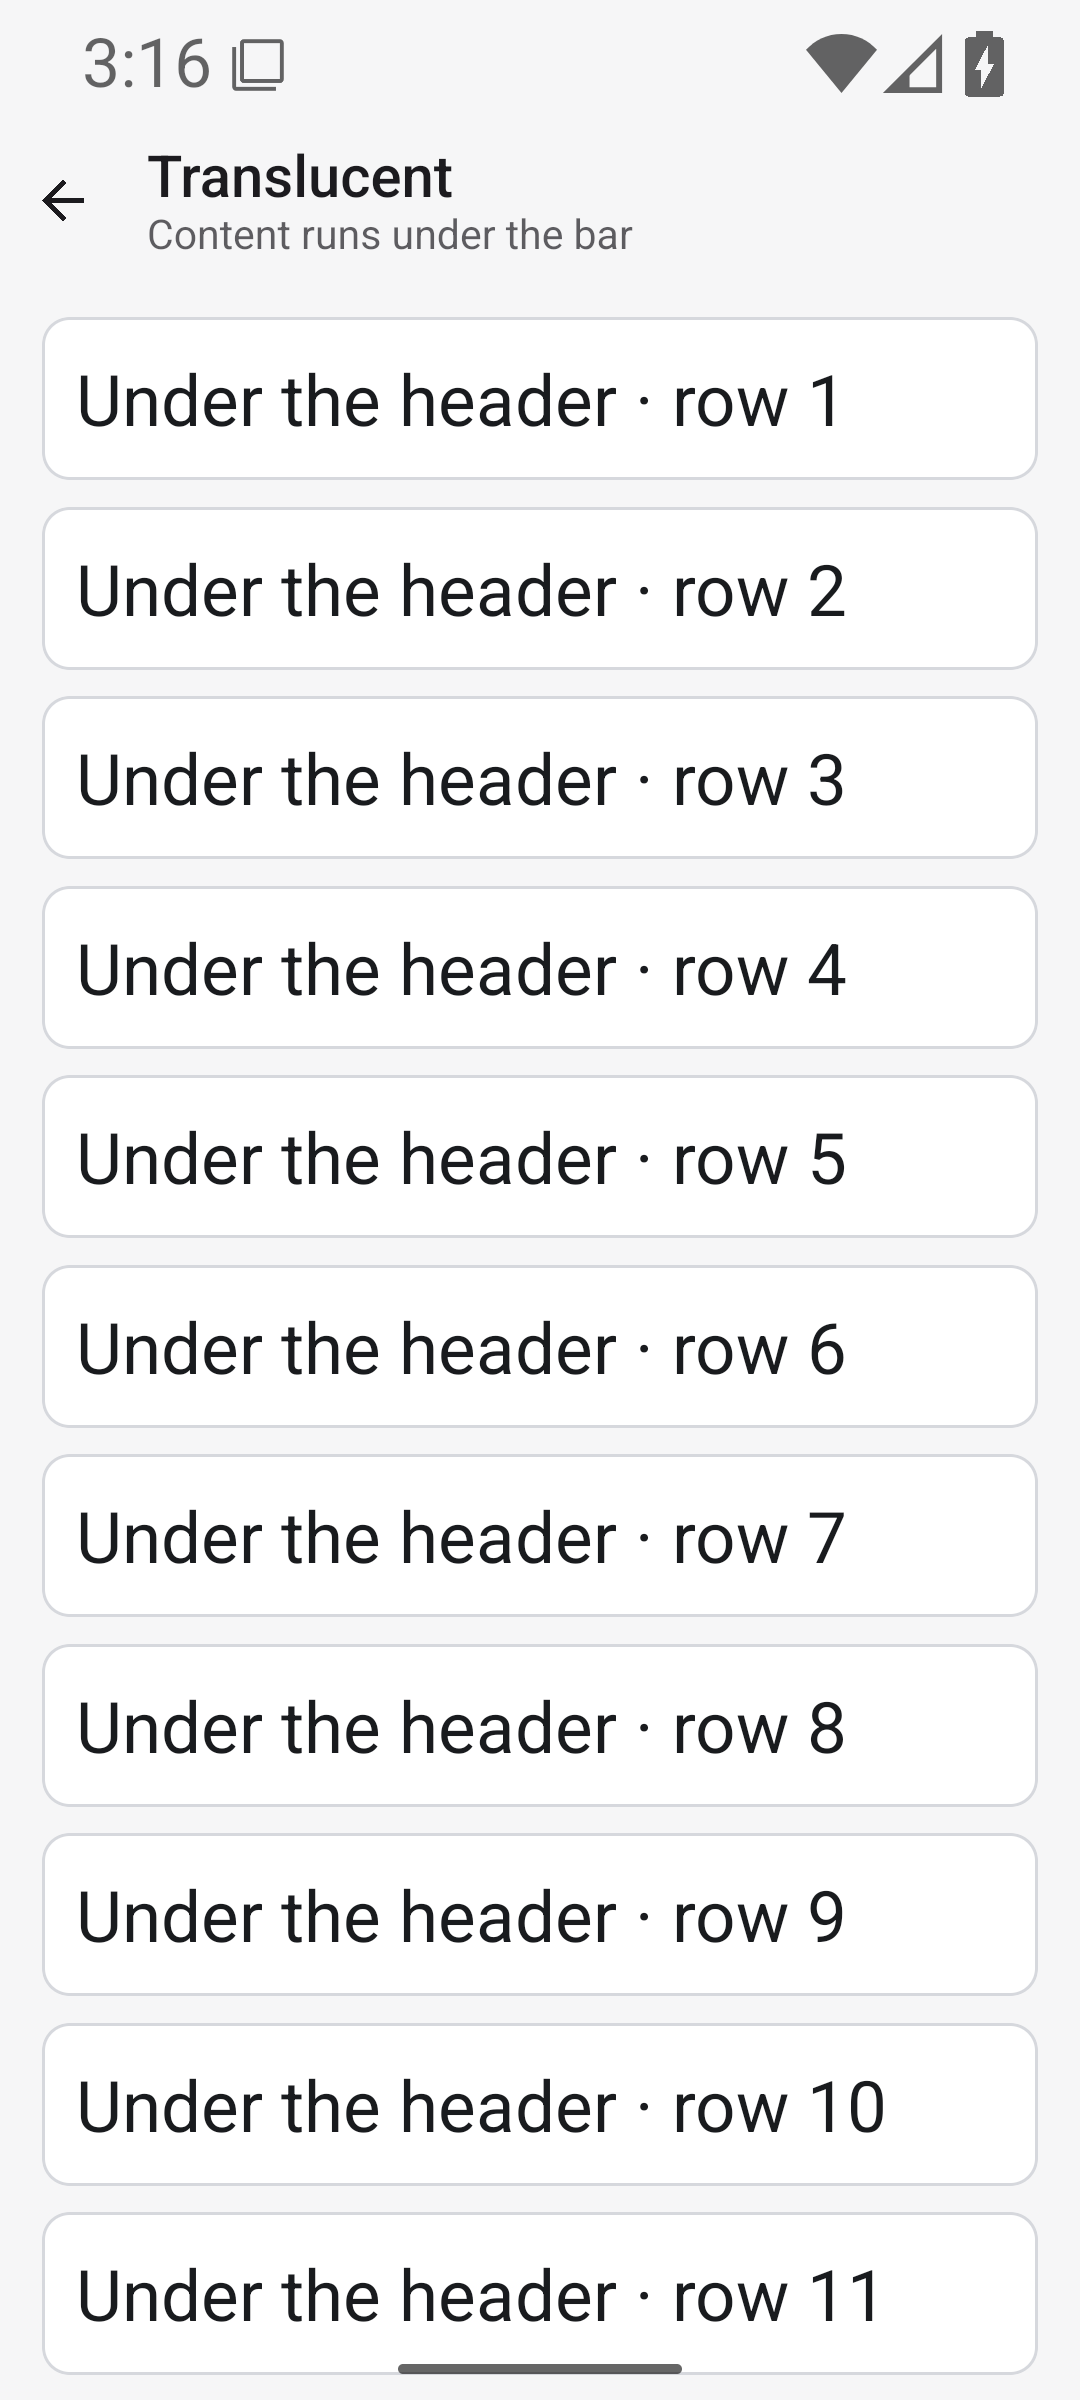 3:16
Translucent
Content runs under the bar
Under the header · row 1
Under the header · row 2
Under the header · row 3
Under the header · row 4
Under the header · row 5
Under the header · row 6
Under the header · row 7
Under the header · row 8
Under the header · row 9
Under the header · row 10
Under the header · row 11